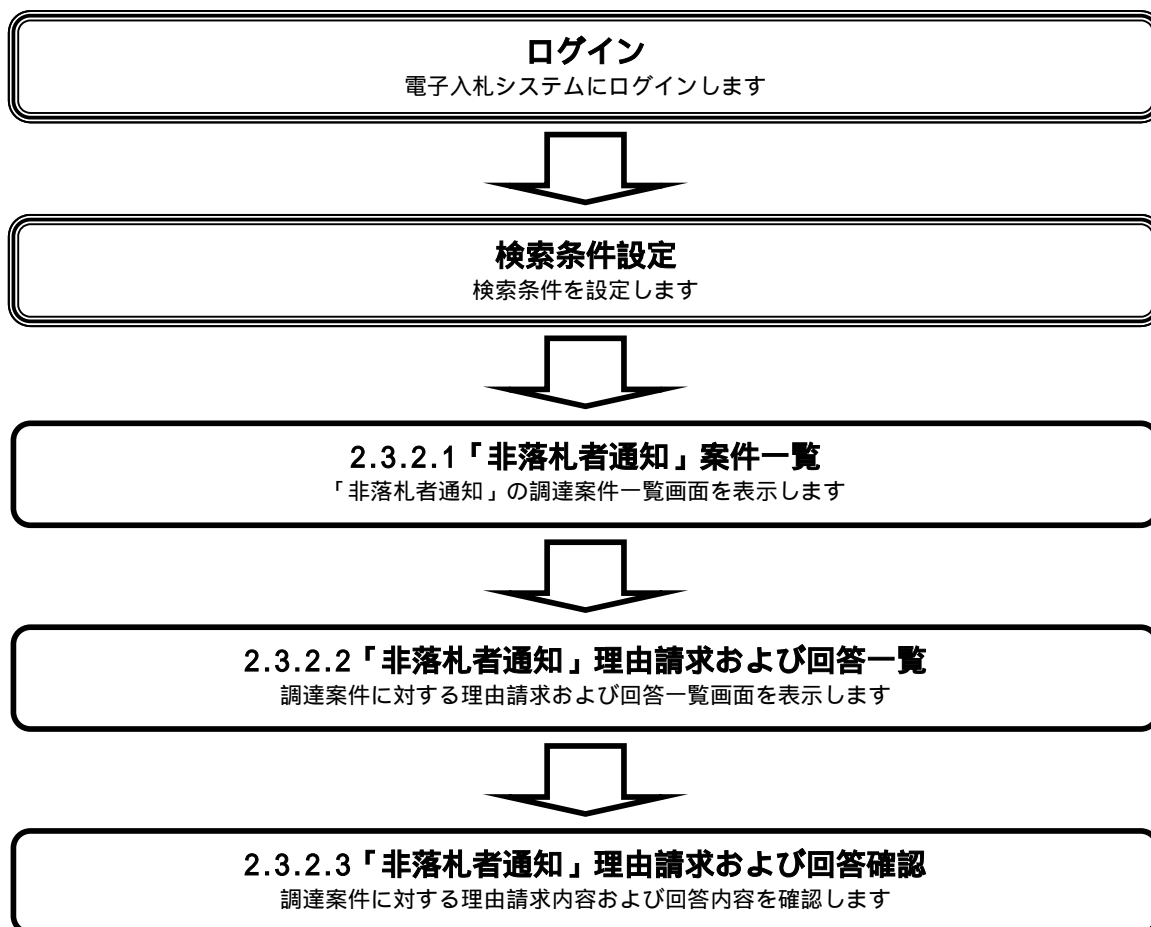 ログイン
電子入札システムにログインします
検索条件設定
検索条件を設定します
2.3.2.1「非落札者通知」案件一覧
「非落札者通知」の調達案件一覧画面を表示します
2.3.2.2「非落札者通知」理由請求および回答一覧
調達案件に対する理由請求および回答一覧画面を表示します
2.3.2.3「非落札者通知」理由請求および回答確認
調達案件に対する理由請求内容および回答内容を確認します